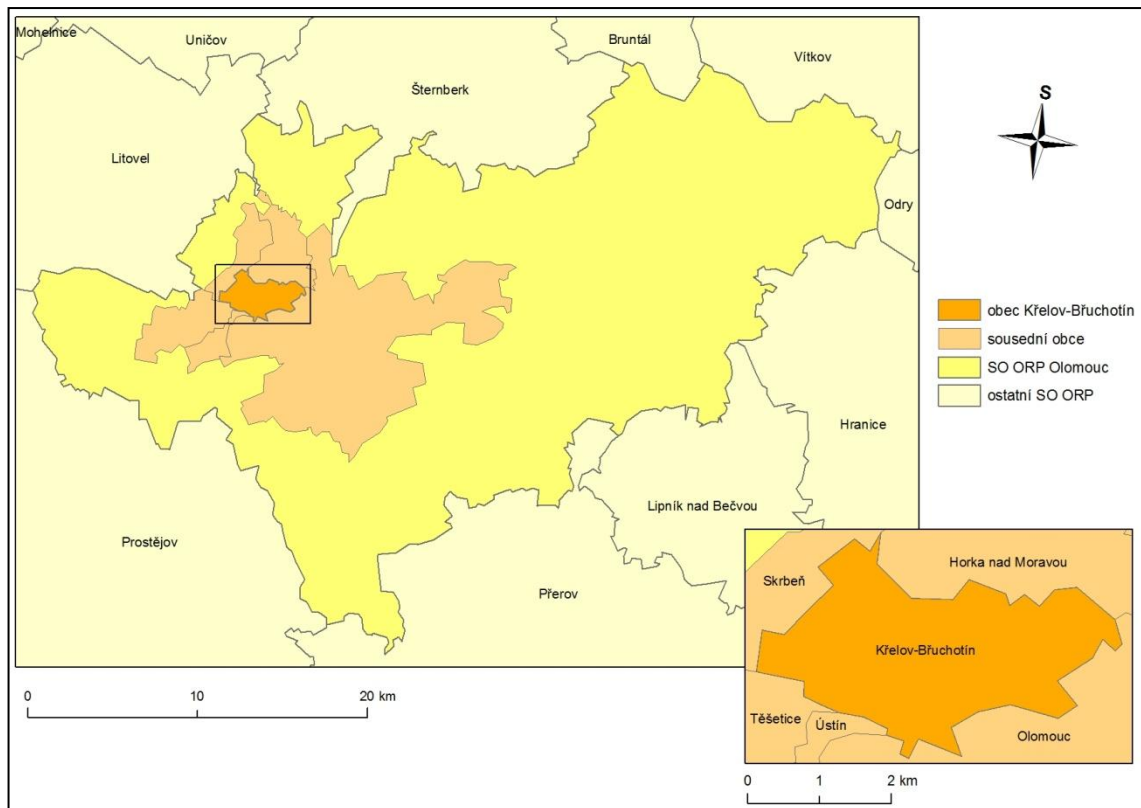 Mohelnice
Uničov
Bruntál
Vítkov
Šternberk
S
Litovel
Odry
obec Křelov-Břuchotín
sousední obce
SO ORP Olomouc
ostatní SO ORP
Hranice
Lipník nad Bečvou
Prostějov
Přerov
0 10 20 km
Skrbeň
Horka nad Moravou
Křelov-Břuchotín
Těšetice
Ústín
Olomouc
0 1 2 km